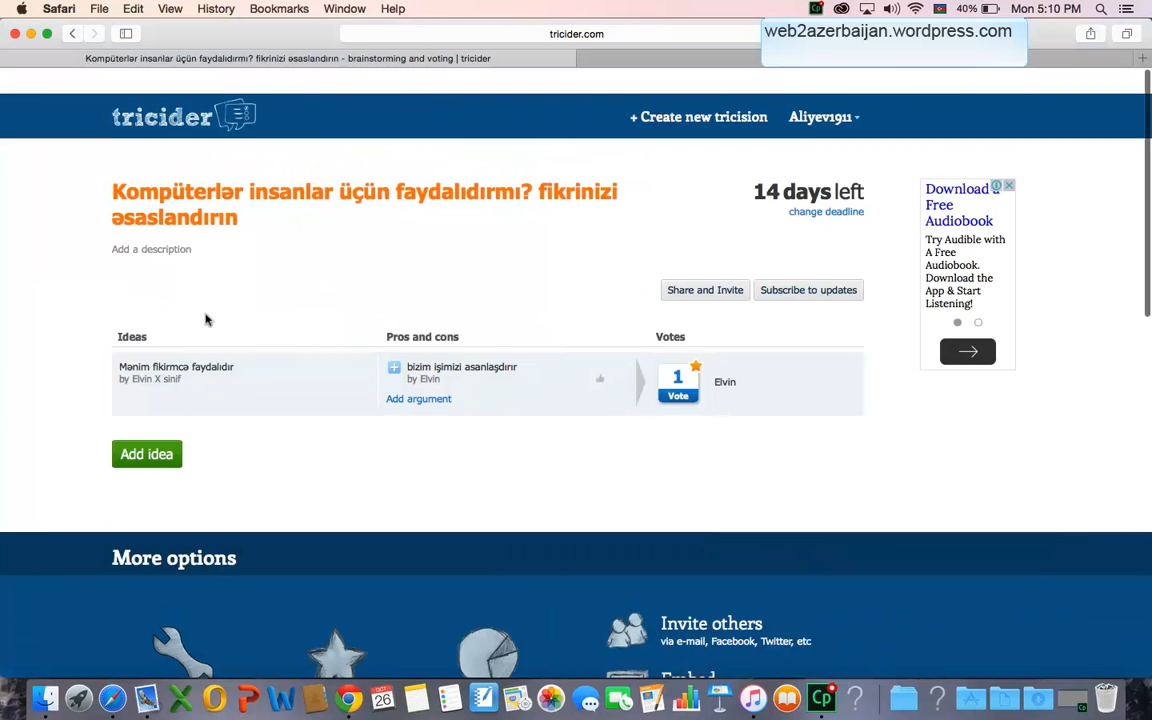 Safari File Edit View History Bookmarks Window Help
40% Mon 5:10 PM
tricider.com
web2azerbaijan.wordpress.com
Kompüterlər insanlar üçün faydalıdırmı? fikrinizi əsaslandırın - brainstorming and voting | tricider
tricider
+ Create new tricision Aliyev1911
Kompüterlər insanlar üçün faydalıdırmı? fikrinizi
əsaslandırın
14 days left
change deadline
Add a description
Download a
Free
Audiobook
Try Audible with
A Free
Audiobook.
Download the
App & Start
Listening!
Share and Invite Subscribe to updates
Ideas Pros and cons Votes
Mənim fikirmcə faydalıdır
by Elvin X sinif
bizim işimizi asanlaşdırır
by Elvin
Add argument
1
Vote
Elvin
Add idea
More options
Invite others
via e-mail, Facebook, Twitter, etc
Embed
OCT
26
Cp